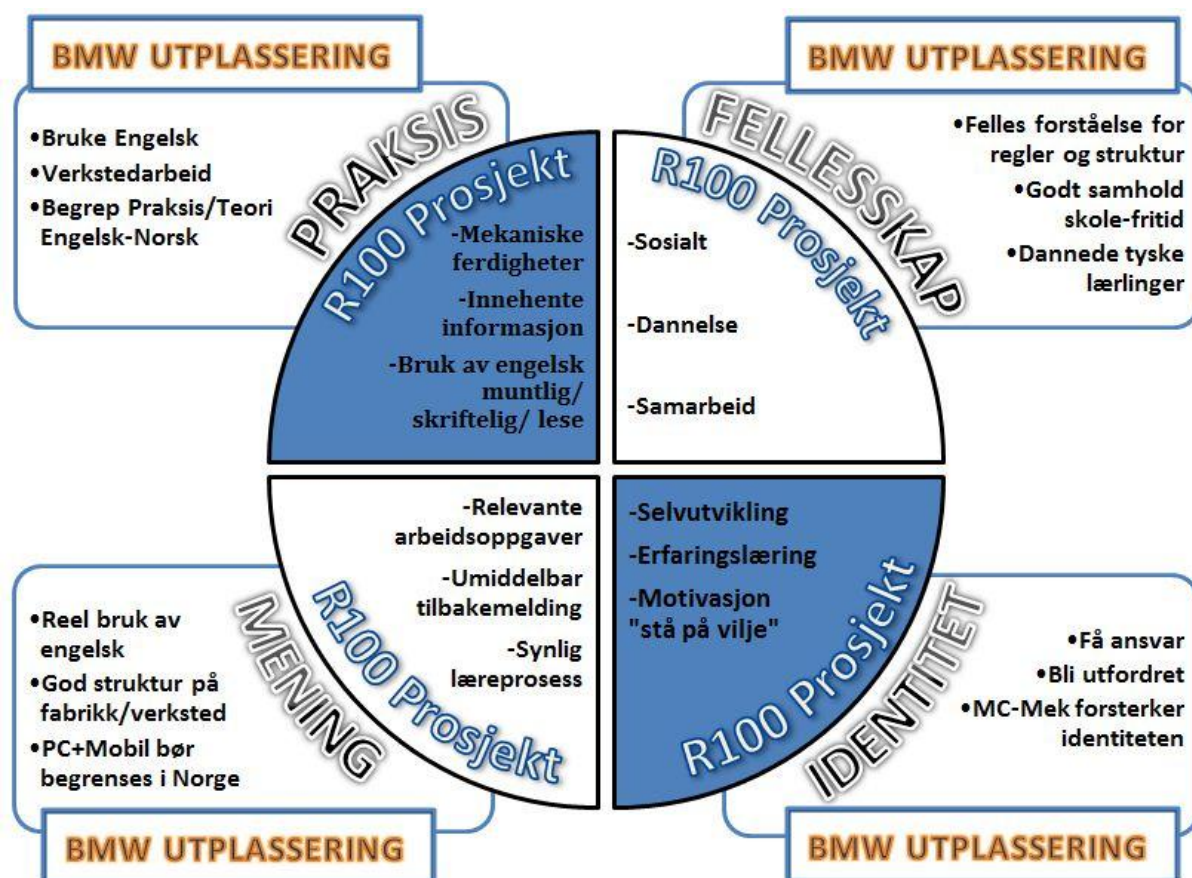 BMW UTPLASSERING
•Bruke Engelsk
•Verkstedarbeid
•Begrep Praksis/Teori
Engelsk-Norsk
PRAKSIS
R100 Prosjekt
-Mekaniske
ferdigheter
-Innehente
informasjon
-Bruk av engelsk
muntlig/
skriftelig/ lese
BMW UTPLASSERING
FELLESSKAP
R100 Prosjekt
-Sosialt
-Dannelse
-Samarbeid
•Felles forståelse for
regler og struktur
•Godt samhold
skole-fritid
•Dannede tyske
lærlinger
-Relevante
arbeidsoppgaver
-Umiddelbar
tilbakemelding
-Synlig
læreprosess
R100 Prosjekt
MENING
•Reel bruk av
engelsk
•God struktur på
fabrikk/verksted
•PC+Mobil bør
begrenses i Norge
BMW UTPLASSERING
-Selvutvikling
-Erfaringslæring
-Motivasjon
"stå på vilje"
R100 Prosjekt
IDENTITET
•Få ansvar
•Bli utfordret
•MC-Mek forsterker
identiteten
BMW UTPLASSERING